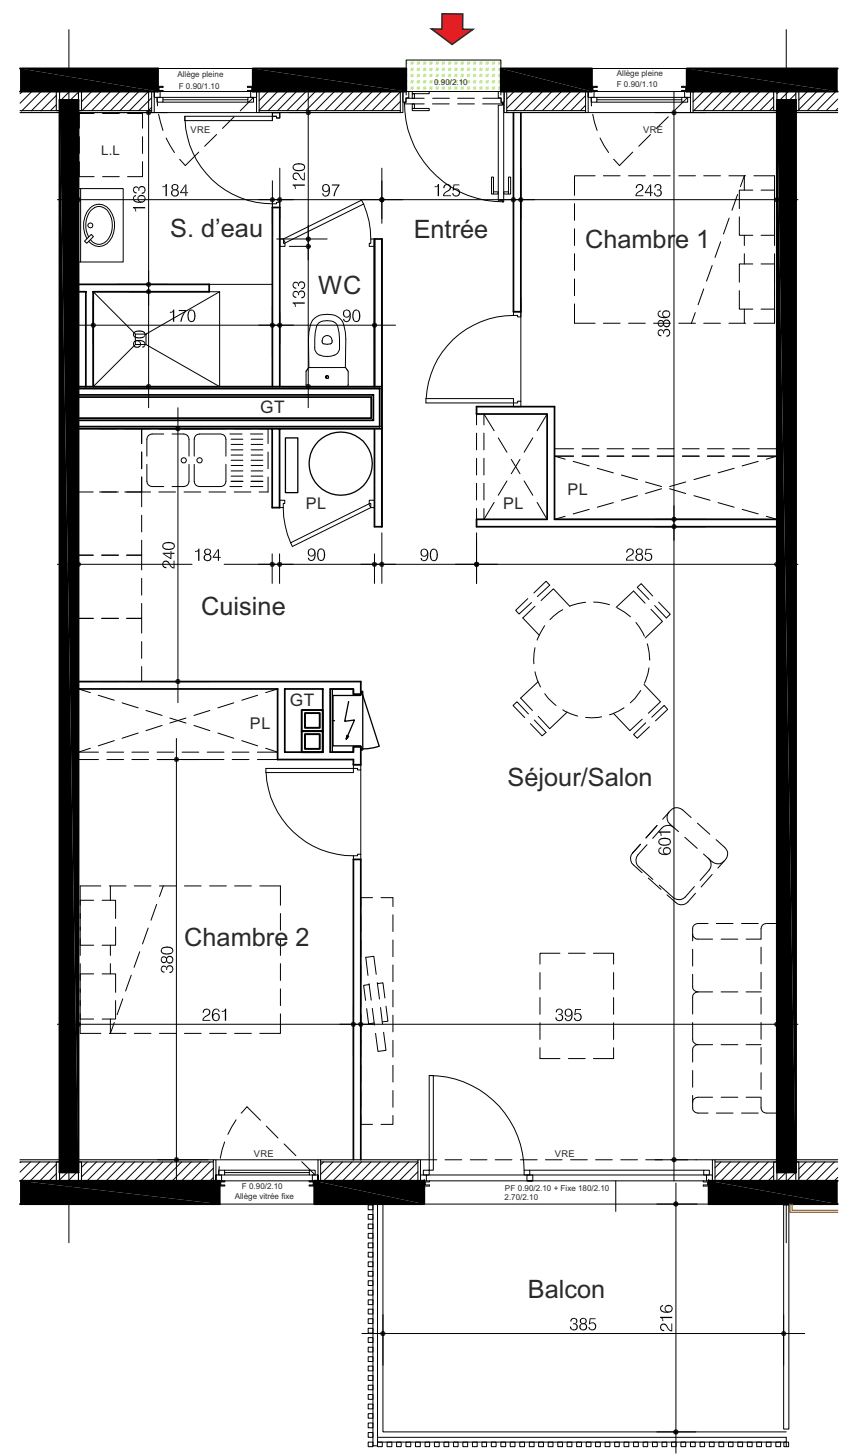 Allège pleine
F 0.90/1.10
0.90/2.10
Allège pleine
F 0.90/1.10
VRE
VRE
L.L
163
184
120
97
125
243
S. d'eau
Entrée
Chambre 1
WC
133
170
90
90
386
GT
PL
PL
PL
240
184
90
90
285
Cuisine
PL
GT
Séjour/Salon
601
Chambre 2
380
261
395
VRE
VRE
F 0.90/2.10
Allège vitrée fixe
PF 0.90/2.10 + Fixe 180/2.10
2.70/2.10
Balcon
385
216